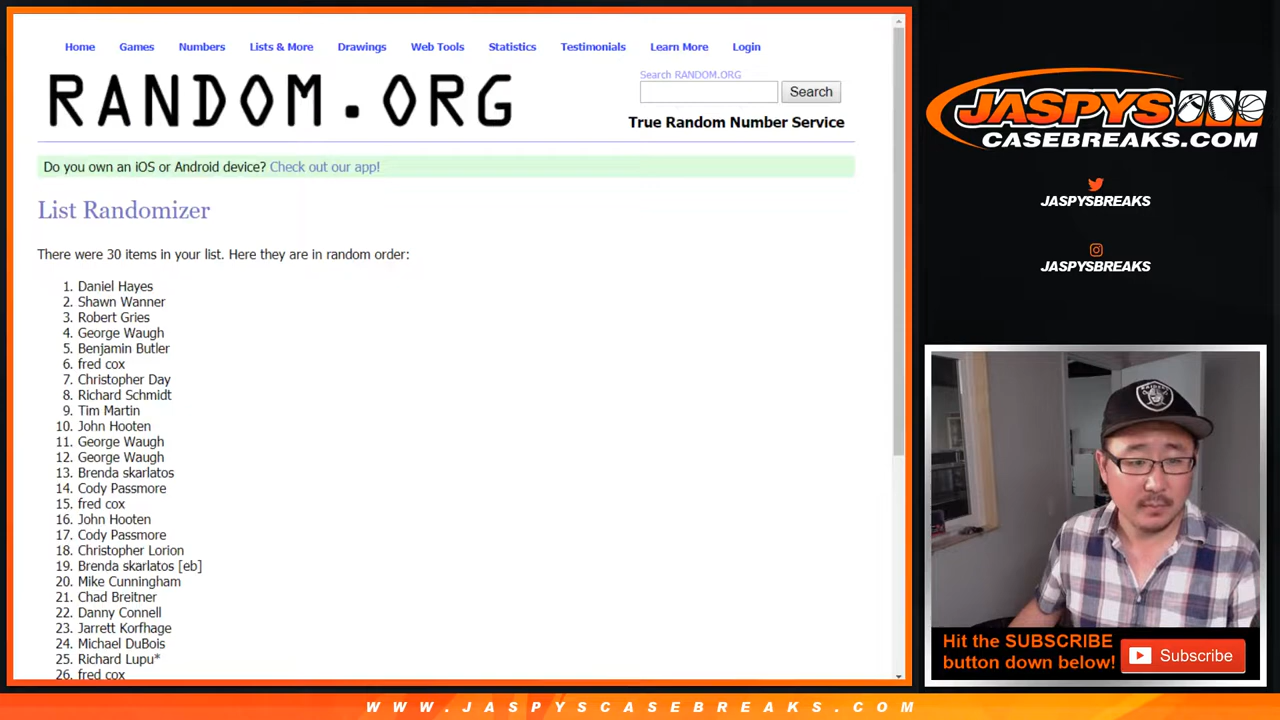 Home Games Numbers Lists & More Drawings Web Tools Statistics Testimonials Learn More Login
RANDOM.ORG
Search RANDOM.ORG
Search
True Random Number Service
Do you own an iOS or Android device? Check out our app!
List Randomizer
There were 30 items in your list. Here they are in random order:
1. Daniel Hayes
2. Shawn Wanner
3. Robert Gries
4. George Waugh
5. Benjamin Butler
6. fred cox
7. Christopher Day
8. Richard Schmidt
9. Tim Martin
10. John Hooten
11. George Waugh
12. George Waugh
13. Brenda skarlatos
14. Cody Passmore
15. fred cox
16. John Hooten
17. Cody Passmore
18. Christopher Lorion
19. Brenda skarlatos [eb]
20. Mike Cunningham
21. Chad Breitner
22. Danny Connell
23. Jarrett Korfhage
24. Michael DuBois
25. Richard Lupu*
26. fred cox
JASPYS
CASEBREAKS.COM
JASPYSBREAKS
JASPYSBREAKS
RAIDERS
Hit the SUBSCRIBE
button down below!
Subscribe
WWW.JASPYSCASEBREAKS.COM